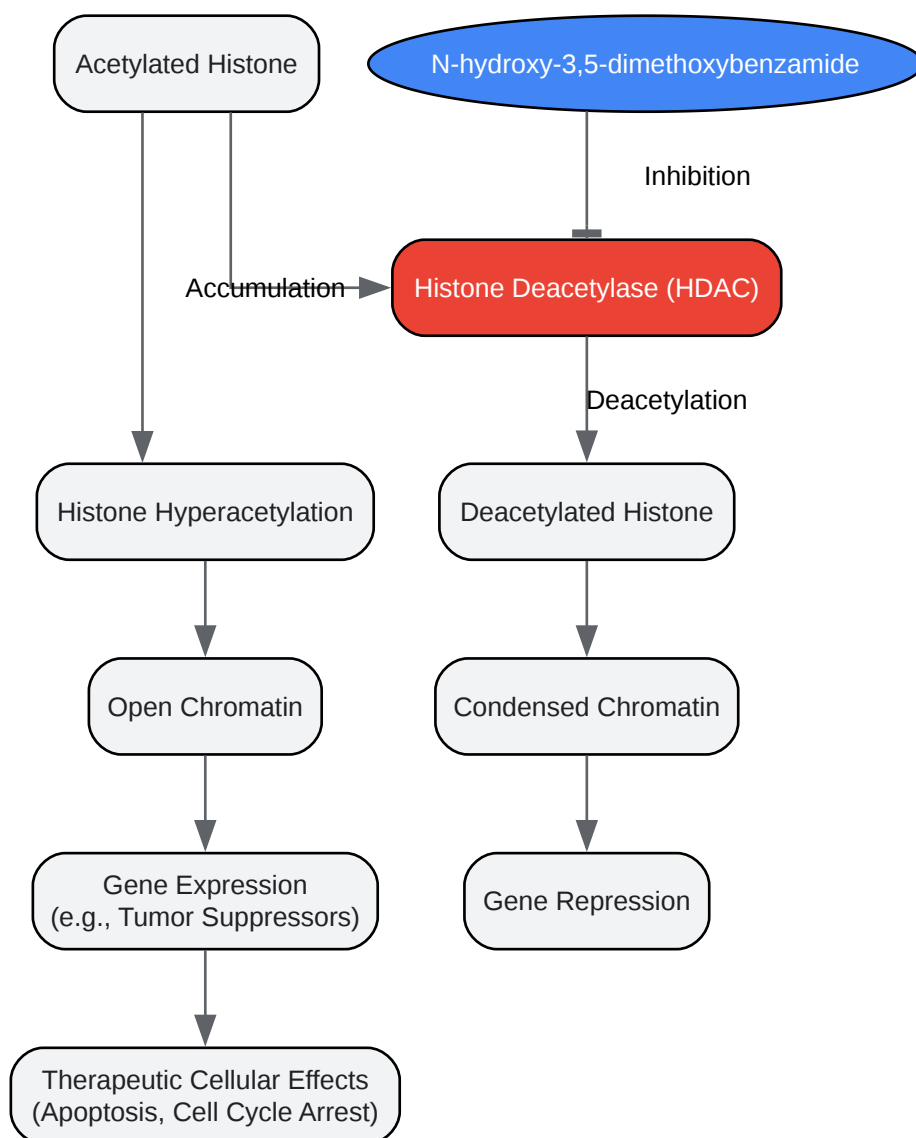 Acetylated Histone
N-hydroxy-3,5-dimethoxybenzamide
Inhibition
Accumulation
Histone Deacetylase (HDAC)
Deacetylation
Histone Hyperacetylation
Deacetylated Histone
Open Chromatin
Condensed Chromatin
Gene Expression
(e.g., Tumor Suppressors)
Gene Repression
Therapeutic Cellular Effects
(Apoptosis, Cell Cycle Arrest)